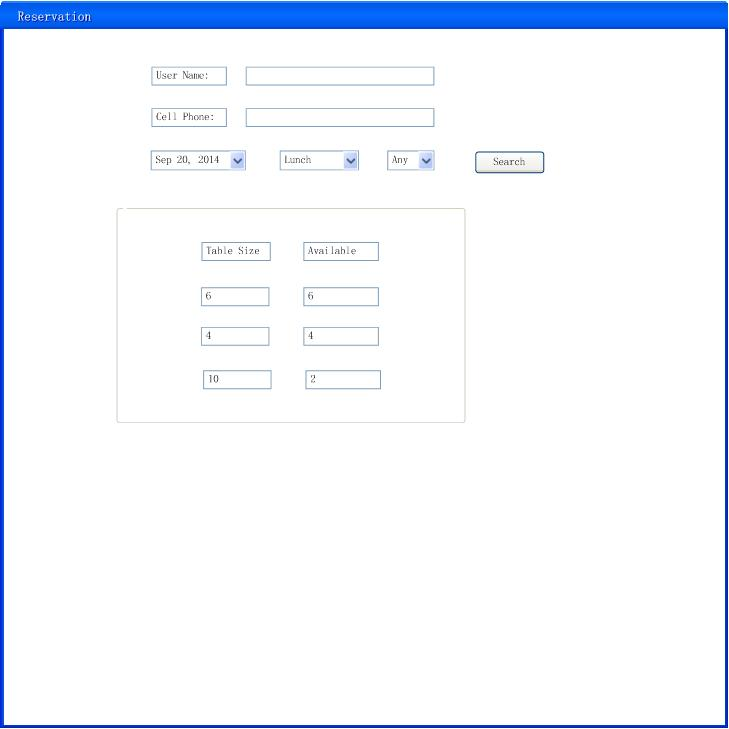 Reservation
User Name:
Cell Phone:
Sep 20, 2014 Lunch Any Search
Table Size Available
6 6
4 4
10 2